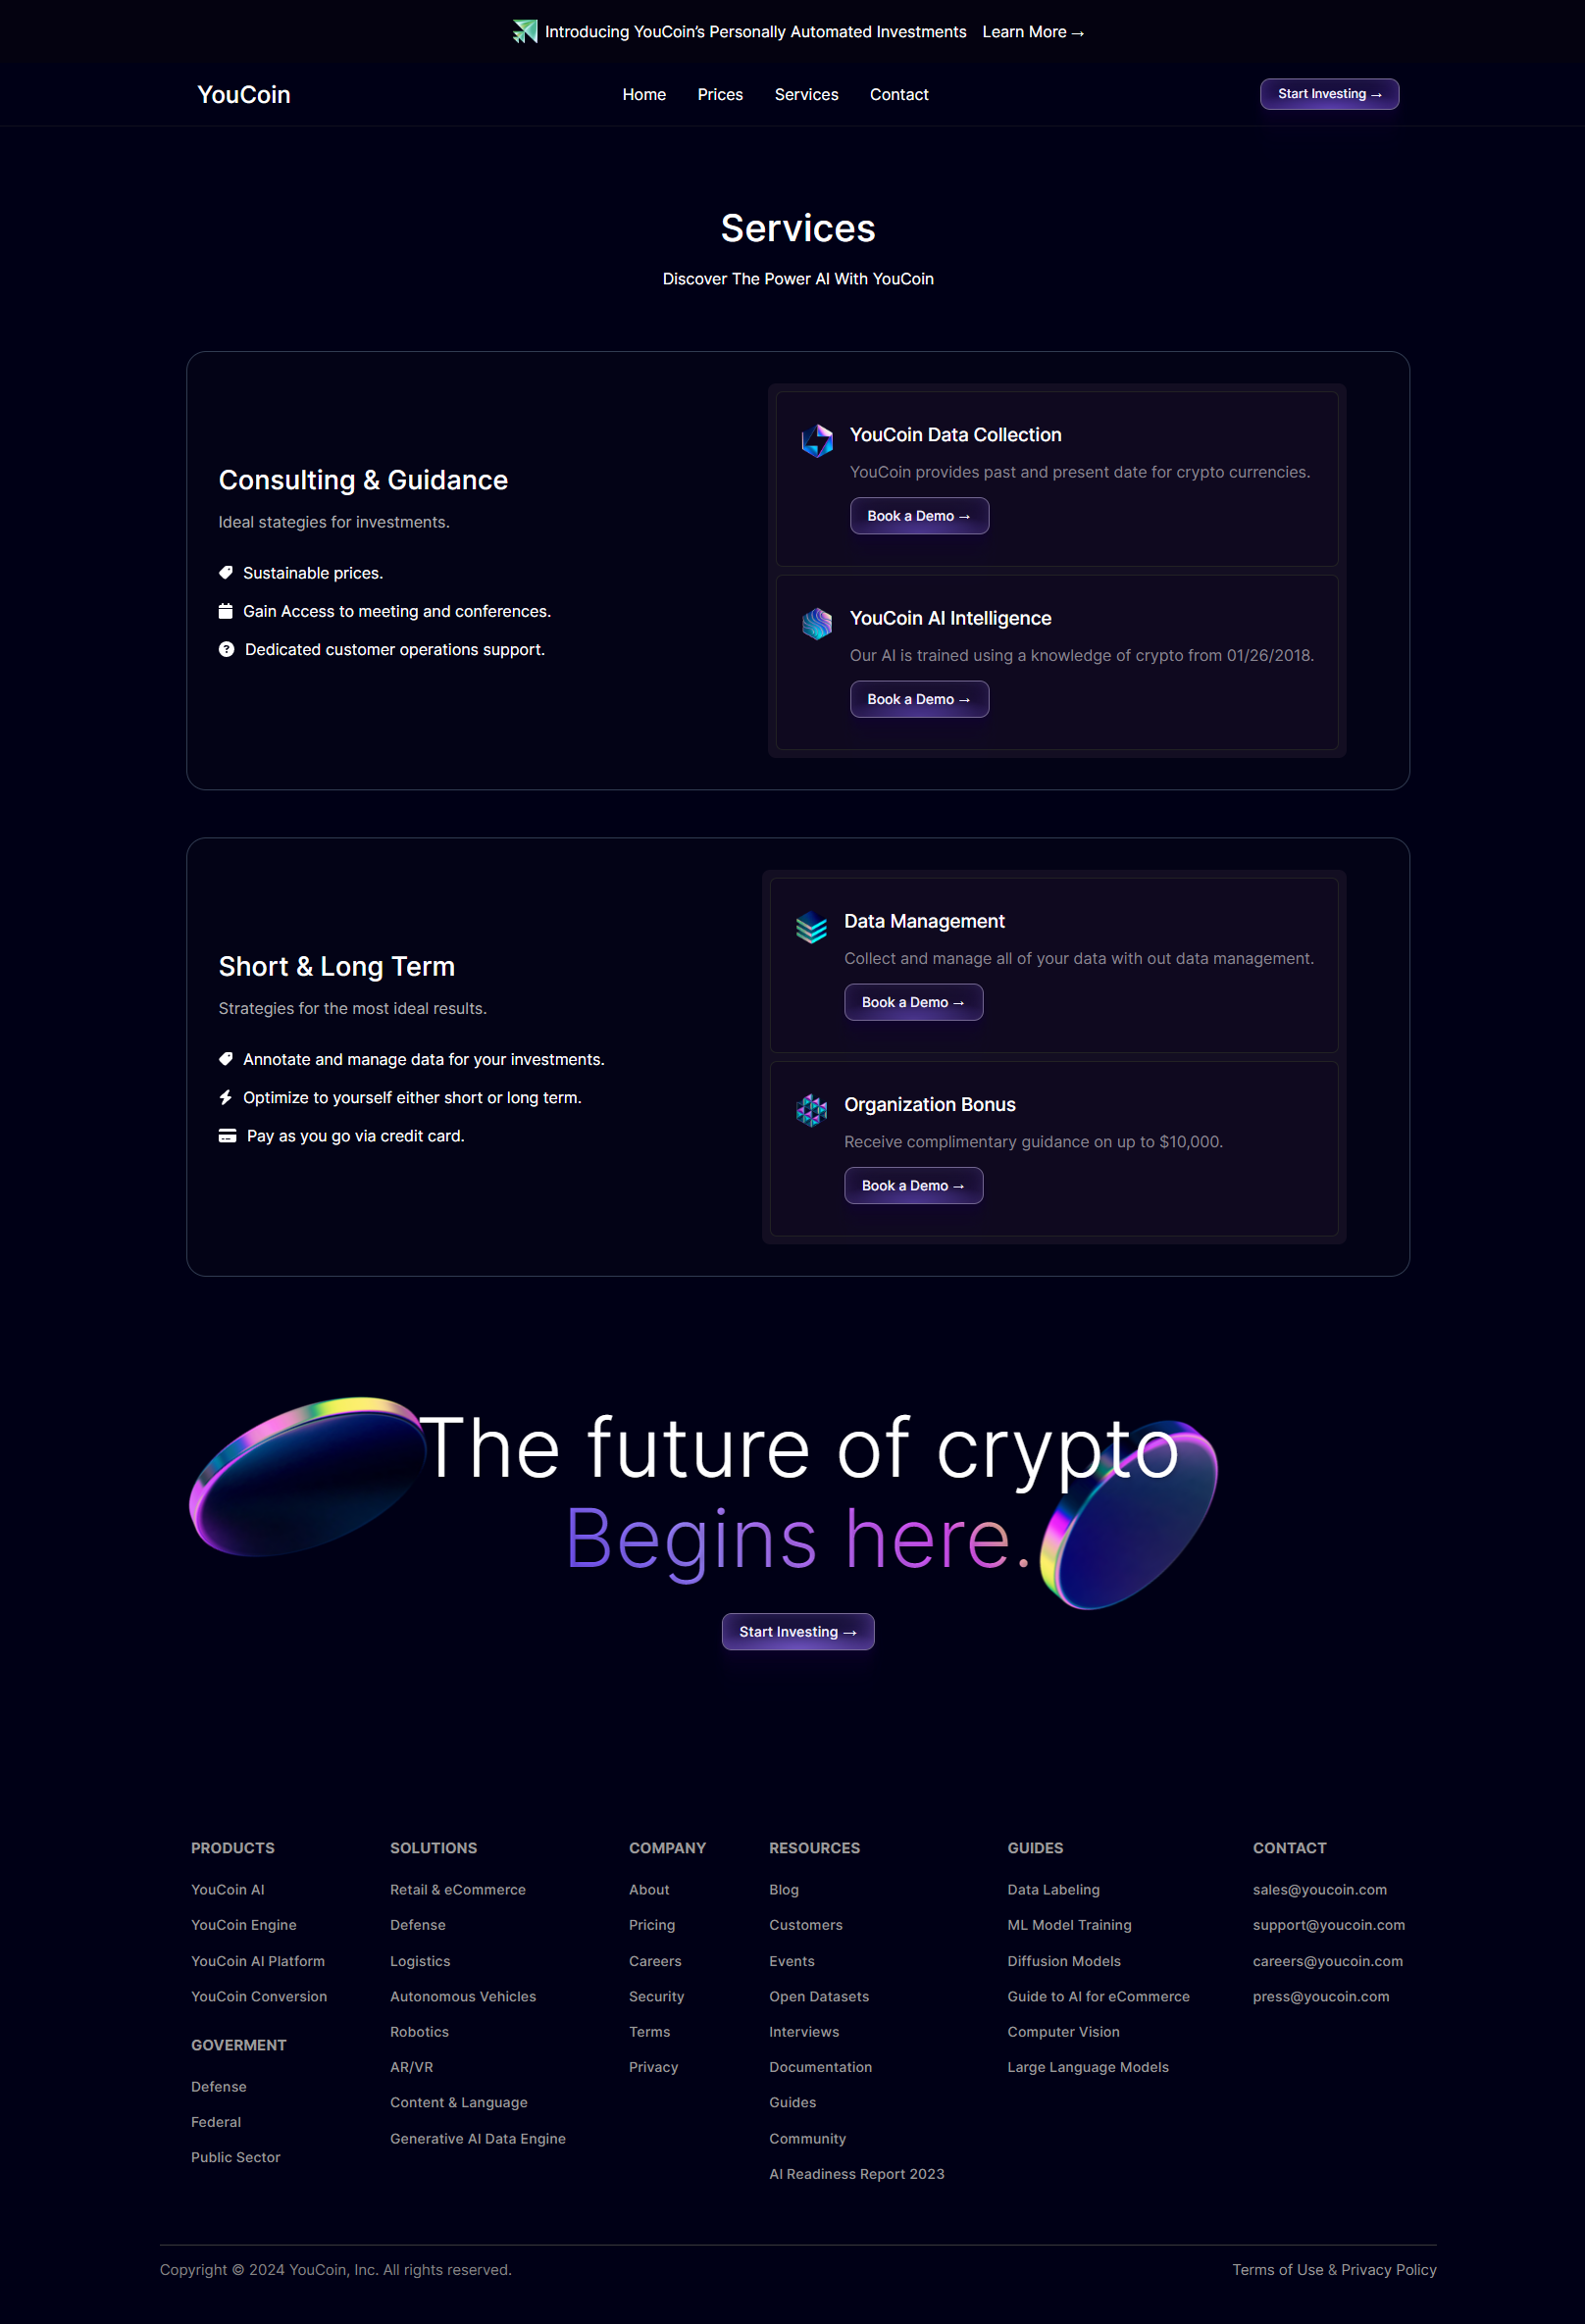 Introducing YouCoin’s Personally Automated Investments Learn More →
YouCoin
Home Prices Services Contact
Start Investing →
Services
Discover The Power AI With YouCoin
Consulting & Guidance
Ideal stategies for investments.
Sustainable prices.
Gain Access to meeting and conferences.
Dedicated customer operations support.
YouCoin Data Collection
YouCoin provides past and present date for crypto currencies.
Book a Demo →
YouCoin AI Intelligence
Our AI is trained using a knowledge of crypto from 01/26/2018.
Book a Demo →
Short & Long Term
Strategies for the most ideal results.
Annotate and manage data for your investments.
Optimize to yourself either short or long term.
Pay as you go via credit card.
Data Management
Collect and manage all of your data with out data management.
Book a Demo →
Organization Bonus
Receive complimentary guidance on up to $10,000.
Book a Demo →
The future of crypto
Begins here.
Start Investing →
PRODUCTS
YouCoin AI
YouCoin Engine
YouCoin AI Platform
YouCoin Conversion
GOVERMENT
Defense
Federal
Public Sector
SOLUTIONS
Retail & eCommerce
Defense
Logistics
Autonomous Vehicles
Robotics
AR/VR
Content & Language
Generative AI Data Engine
COMPANY
About
Pricing
Careers
Security
Terms
Privacy
RESOURCES
Blog
Customers
Events
Open Datasets
Interviews
Documentation
Guides
Community
AI Readiness Report 2023
GUIDES
Data Labeling
ML Model Training
Diffusion Models
Guide to AI for eCommerce
Computer Vision
Large Language Models
CONTACT
sales@youcoin.com
support@youcoin.com
careers@youcoin.com
press@youcoin.com
Copyright © 2024 YouCoin, Inc. All rights reserved.
Terms of Use & Privacy Policy